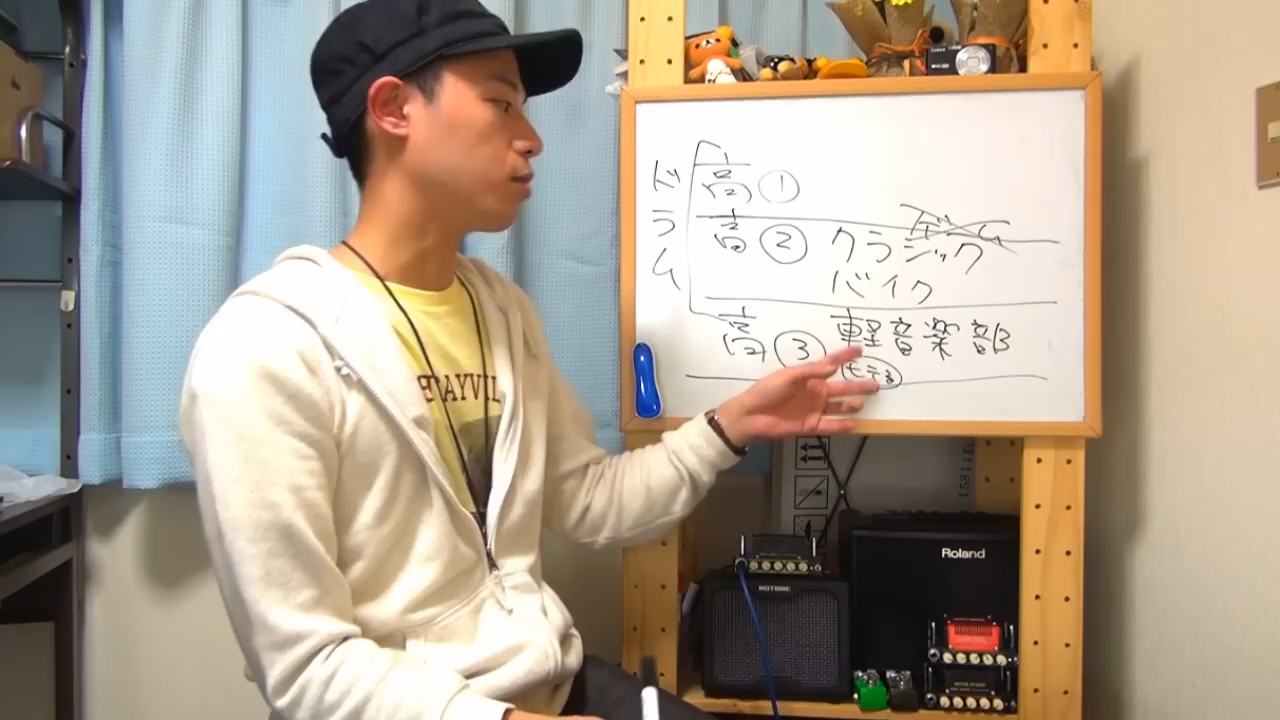 ドラム
高①
高② クラシック
バイク
高③ 軽音楽部
モテる
Roland
HOTONE